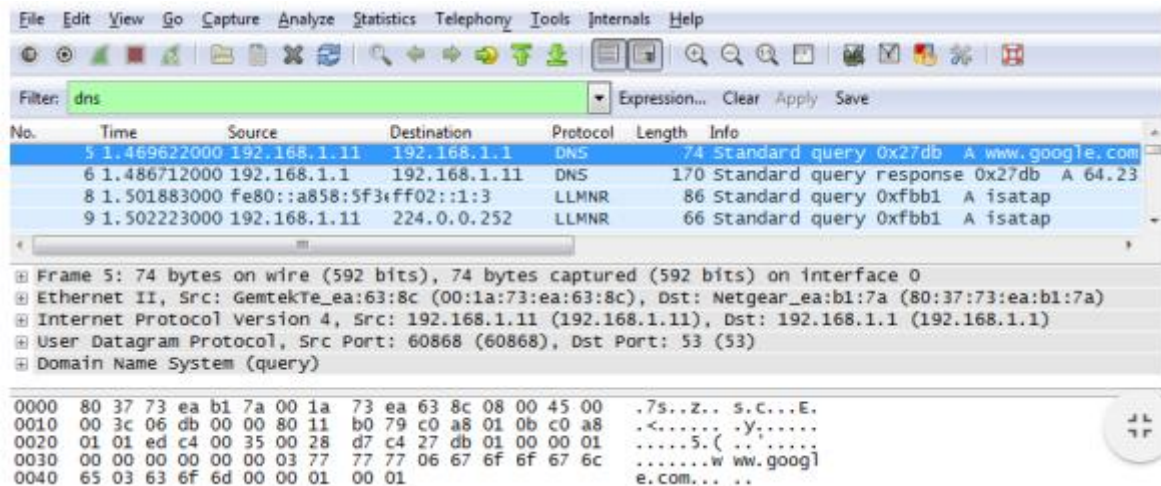 File Edit View Go Capture Analyze Statistics Telephony Tools Internals Help
Filter: dns Expression... Clear Apply Save
No. Time Source Destination Protocol Length Info
5 1.469622000 192.168.1.11 192.168.1.1 DNS 74 Standard query 0x27db A www.google.com
6 1.486712000 192.168.1.1 192.168.1.11 DNS 170 Standard query response 0x27db A 64.23
8 1.501883000 fe80::a858:5f3eff02::1:3 LLMNR 86 Standard query 0xfbb1 A isatap
9 1.502223000 192.168.1.11 224.0.0.252 LLMNR 66 Standard query 0xfbb1 A isatap
Frame 5: 74 bytes on wire (592 bits), 74 bytes captured (592 bits) on interface 0
Ethernet II, Src: GemtekTe_ea:63:8c (00:1a:73:ea:63:8c), Dst: Netgear_ea:b1:7a (80:37:73:ea:b1:7a)
Internet Protocol Version 4, Src: 192.168.1.11 (192.168.1.11), Dst: 192.168.1.1 (192.168.1.1)
User Datagram Protocol, Src Port: 60868 (60868), Dst Port: 53 (53)
Domain Name System (query)
0000 80 37 73 ea b1 7a 00 1a 73 ea 63 8c 08 00 45 00 .7s..z.. s.c...E.
0010 00 3c 06 db 00 00 80 11 b0 79 c0 a8 01 0b c0 a8 .<...... .y......
0020 01 01 ed c4 00 35 00 28 d7 c4 27 db 01 00 00 01 .....5.( ..'.....
0030 00 00 00 00 00 00 03 77 77 77 06 67 6f 6f 67 6c .......w ww.googl
0040 65 03 63 6f 6d 00 00 01 00 01 e.com... ..